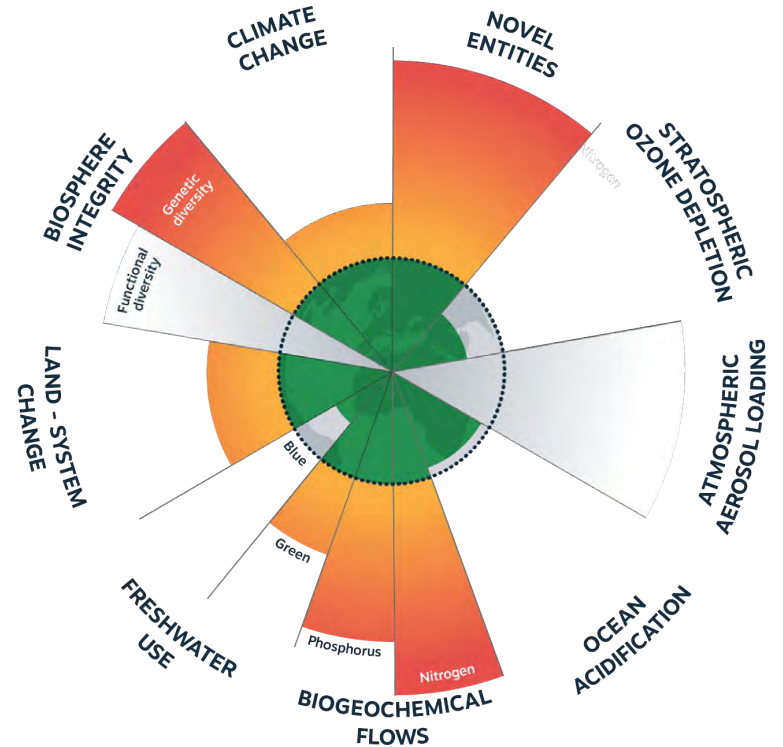 CLIMATE
CHANGE
NOVEL
ENTITIES
STRATOSPHERIC
OZONE DEPLETION
Nitrogen
ATMOSPHERIC
AEROSOL LOADING
OCEAN
ACIDIFICATION
BIOGEOCHEMICAL
FLOWS
Nitrogen
Phosphorus
FRESHWATER
USE
Green
Blue
LAND - SYSTEM
CHANGE
BIOSPHERE
INTEGRITY
Functional
diversity
Genetic
diversity